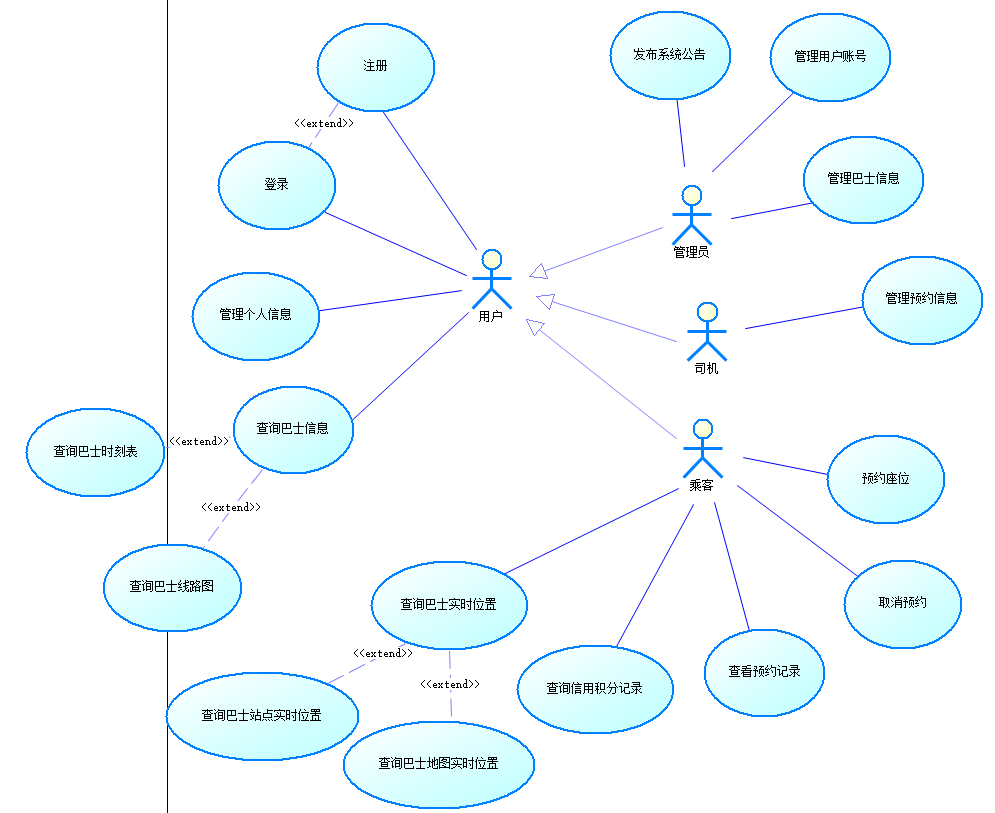 发布系统公告
管理用户账号
注册
<<extend>>
登录
管理巴士信息
管理员
管理个人信息
用户
管理预约信息
司机
查询巴士时刻表
<<extend>>
查询巴士信息
<<extend>>
查询巴士线路图
乘客
预约座位
取消预约
查询巴士实时位置
<<extend>>
<<extend>>
查询信用积分记录
查看预约记录
查询巴士站点实时位置
查询巴士地图实时位置